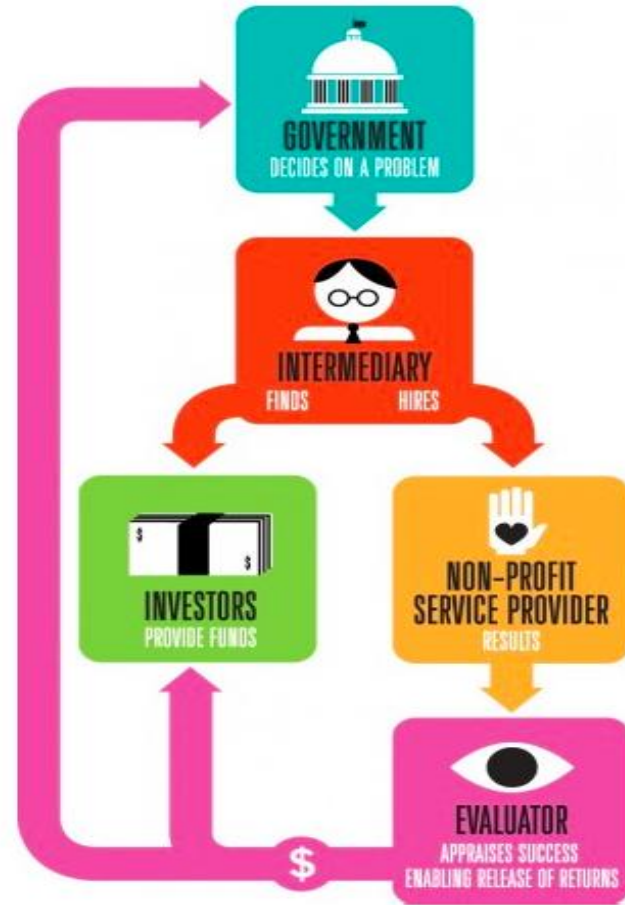 GOVERNMENT
DECIDES ON A PROBLEM
INTERMEDIARY
FINDS HIRES
$
$
INVESTORS
PROVIDE FUNDS
NON-PROFIT
SERVICE PROVIDER
RESULTS
EVALUATOR
APPRAISES SUCCESS
ENABLING RELEASE OF RETURNS
$